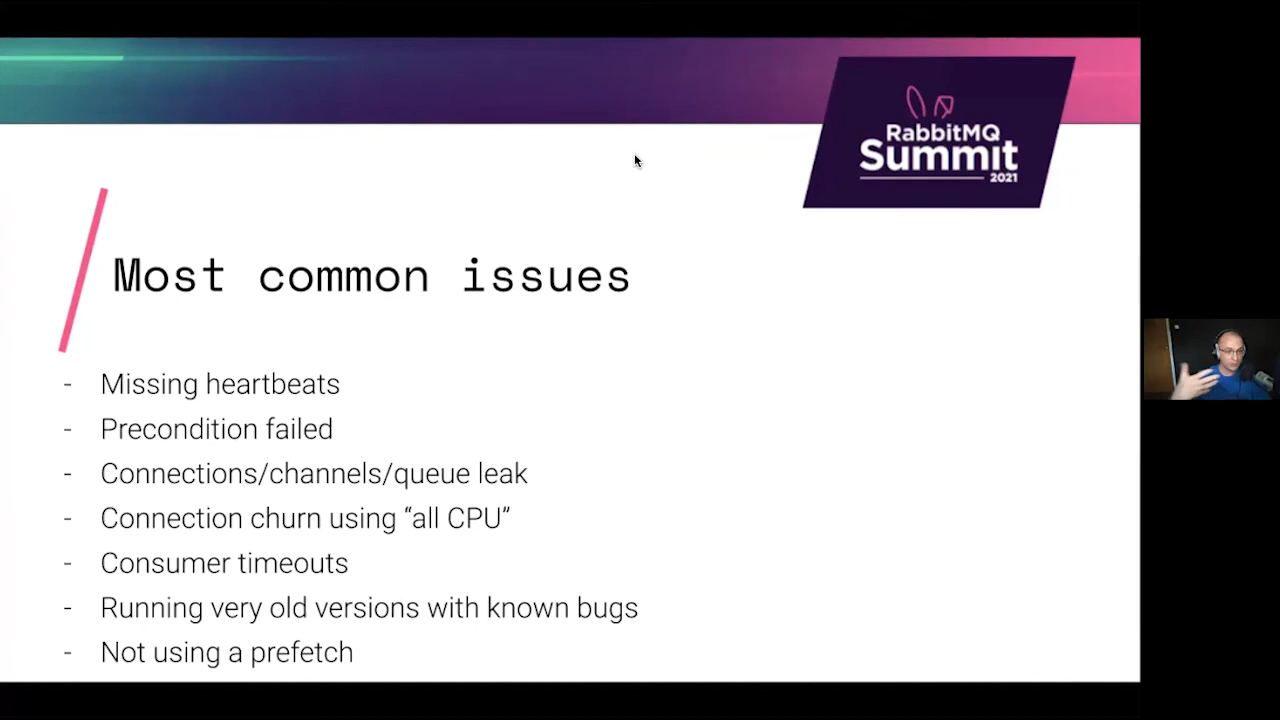 RabbitMQ
Summit
2021
Most common issues
- Missing heartbeats
- Precondition failed
- Connections/channels/queue leak
- Connection churn using “all CPU”
- Consumer timeouts
- Running very old versions with known bugs
- Not using a prefetch